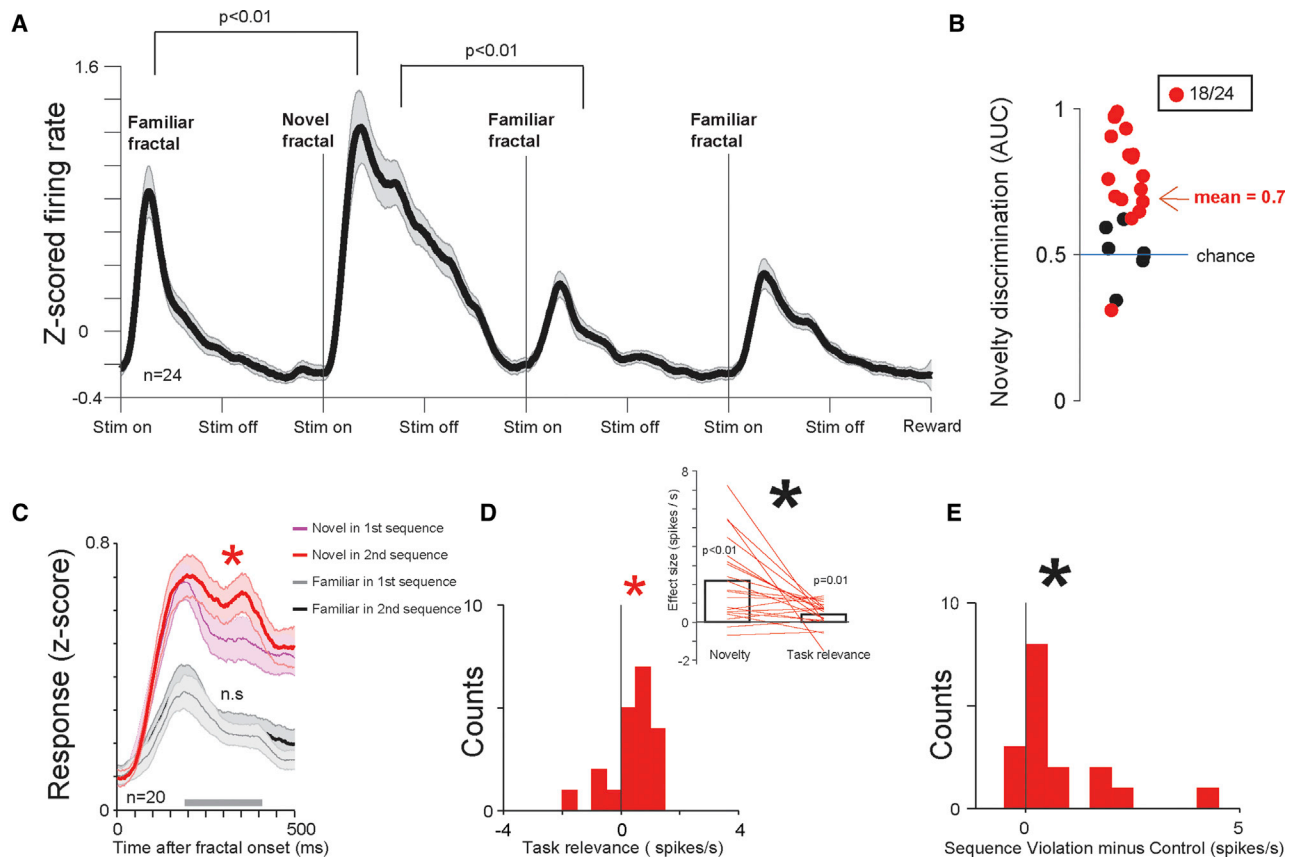 A
p<0.01
p<0.01
1.6
0
-0.4
Z-scored firing rate
Familiar
fractal
Novel
fractal
Familiar
fractal
Familiar
fractal
n=24
Stim on
Stim off
Stim on
Stim off
Stim on
Stim off
Stim on
Stim off
Reward
B
18/24
Novelty discrimination (AUC)
1
0.5
0
mean = 0.7
chance
C
Novel in 1st sequence
Novel in 2nd sequence
Familiar in 1st sequence
Familiar in 2nd sequence
Response (z-score)
0.8
0
*
n.s
n=20
0
500
Time after fractal onset (ms)
D
Counts
10
0
*
-4
0
4
Task relevance ( spikes/s)
Effect size (spikes / s)
8
6
4
2
0
-2
*
p<0.01
p=0.01
Novelty
Task relevance
E
Counts
10
0
*
0
5
Sequence Violation minus Control (spikes/s)